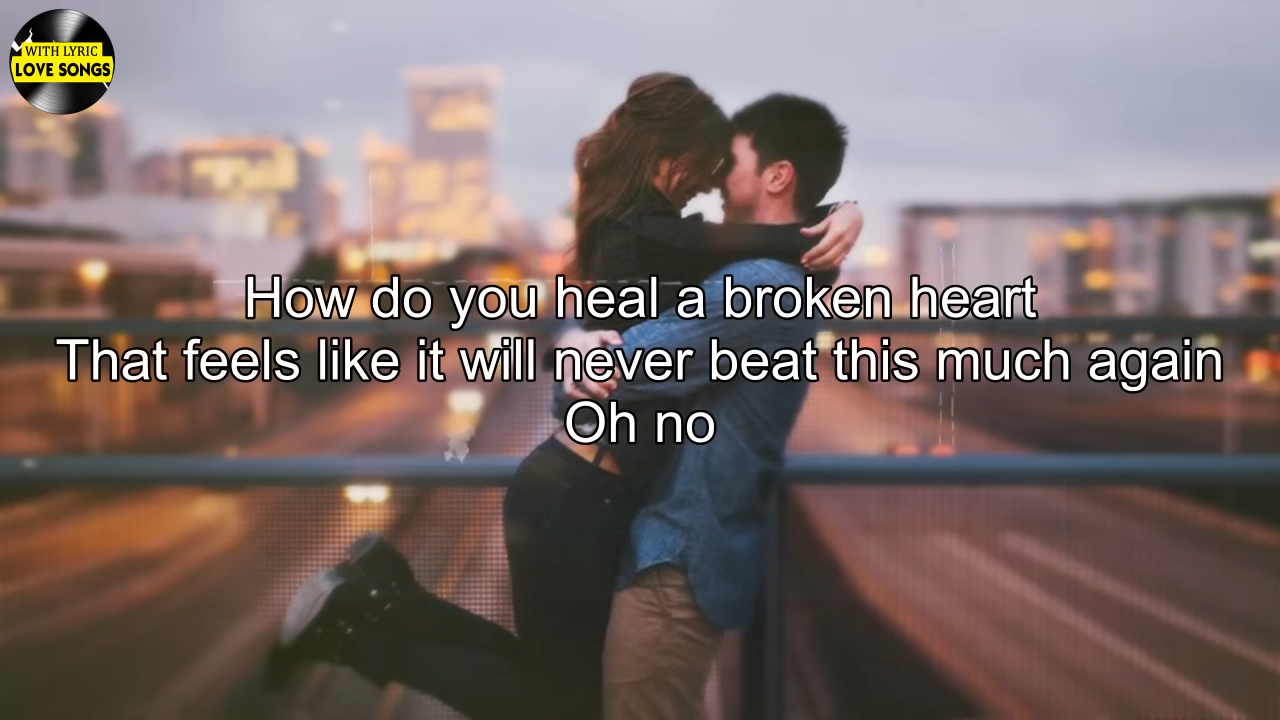 WITH LYRIC
LOVE SONGS
How do you heal a broken heart
That feels like it will never beat this much again
Oh no